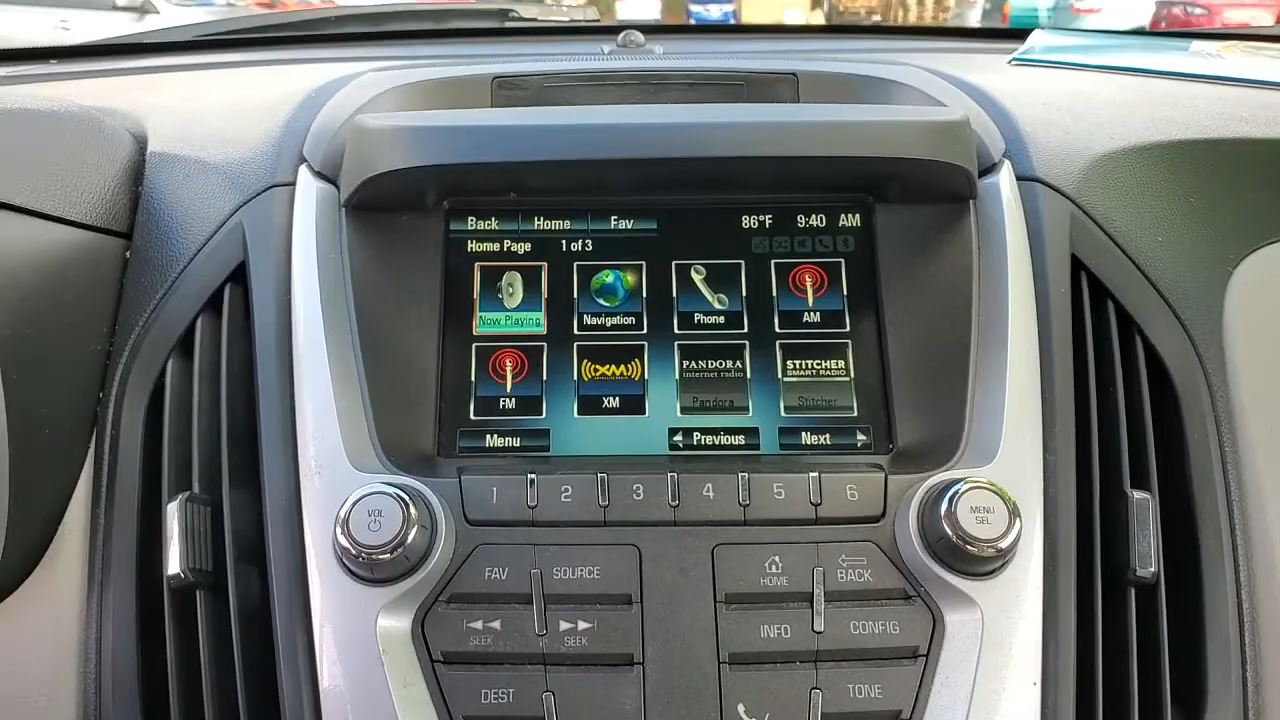 Back Home Fav 86°F 9:40 AM
Home Page 1 of 3
Now Playing Navigation Phone AM
FM
((XM))
XM
PANDORA
internet radio
Pandora
STITCHER
SMART RADIO
Stitcher
Menu Previous Next
1 2 3 4 5 6
VOL
MENU
SEL
FAV SOURCE
HOME BACK
SEEK SEEK
INFO CONFIG
DEST TONE